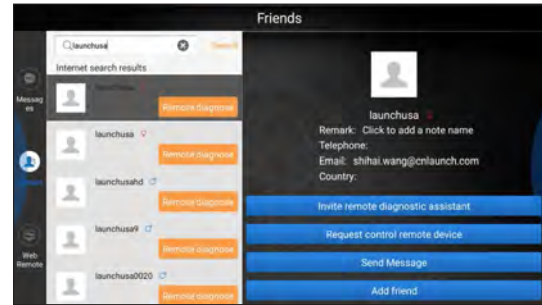 Friends
launchusa
Internet search results
Messages
Remote diagnose
launchusa
Remote diagnose
launchusahd
Remote diagnose
launchusa9
Remote diagnose
launchusa0020
Remote diagnose
Web
Remote
launchusa
Remark: Click to add a note name
Telephone:
Email: shihai.wang@cnlaunch.com
Country:
Invite remote diagnostic assistant
Request control remote device
Send Message
Add friend